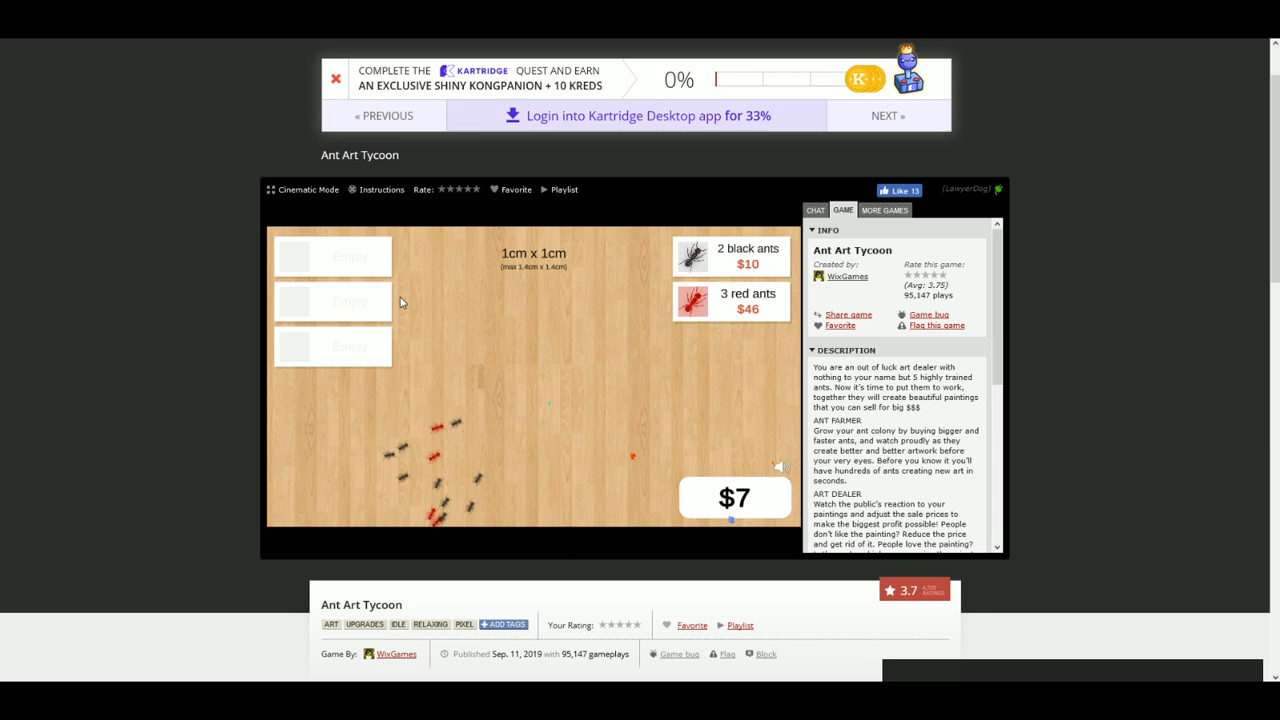 COMPLETE THE KARTRIDGE QUEST AND EARN
AN EXCLUSIVE SHINY KONGPANION + 10 KREDS
0%
K
« PREVIOUS
Login into Kartridge Desktop app for 33%
NEXT »
Ant Art Tycoon
Cinematic Mode
Instructions
Rate:
Favorite
Playlist
Like 13
(LawyerDog)
CHAT
GAME
MORE GAMES
Empty
Empty
Empty
1cm x 1cm
(max 1.4cm x 1.4cm)
2 black ants
$10
3 red ants
$46
$7
INFO
Ant Art Tycoon
Created by:
WixGames
Rate this game:
(Avg: 3.75)
95,147 plays
Share game
Game bug
Favorite
Flag this game
DESCRIPTION
You are an out of luck art dealer with
nothing to your name but 5 highly trained
ants. Now it's time to put them to work,
together they will create beautiful paintings
that you can sell for big $$$
ANT FARMER
Grow your ant colony by buying bigger and
faster ants, and watch proudly as they
create better and better artwork before
your very eyes. Before you know it you'll
have hundreds of ants creating new art in
seconds.
ART DEALER
Watch the public's reaction to your
paintings and adjust the sale prices to
make the biggest profit possible! People
don't like the painting? Reduce the price
and get rid of it. People love the painting?
3.7
RATINGS
Ant Art Tycoon
ART
UPGRADES
IDLE
RELAXING
PIXEL
+ ADD TAGS
Your Rating:
Favorite
Playlist
Game By: WixGames
Published Sep. 11, 2019 with 95,147 gameplays
Game bug
Flag
Block